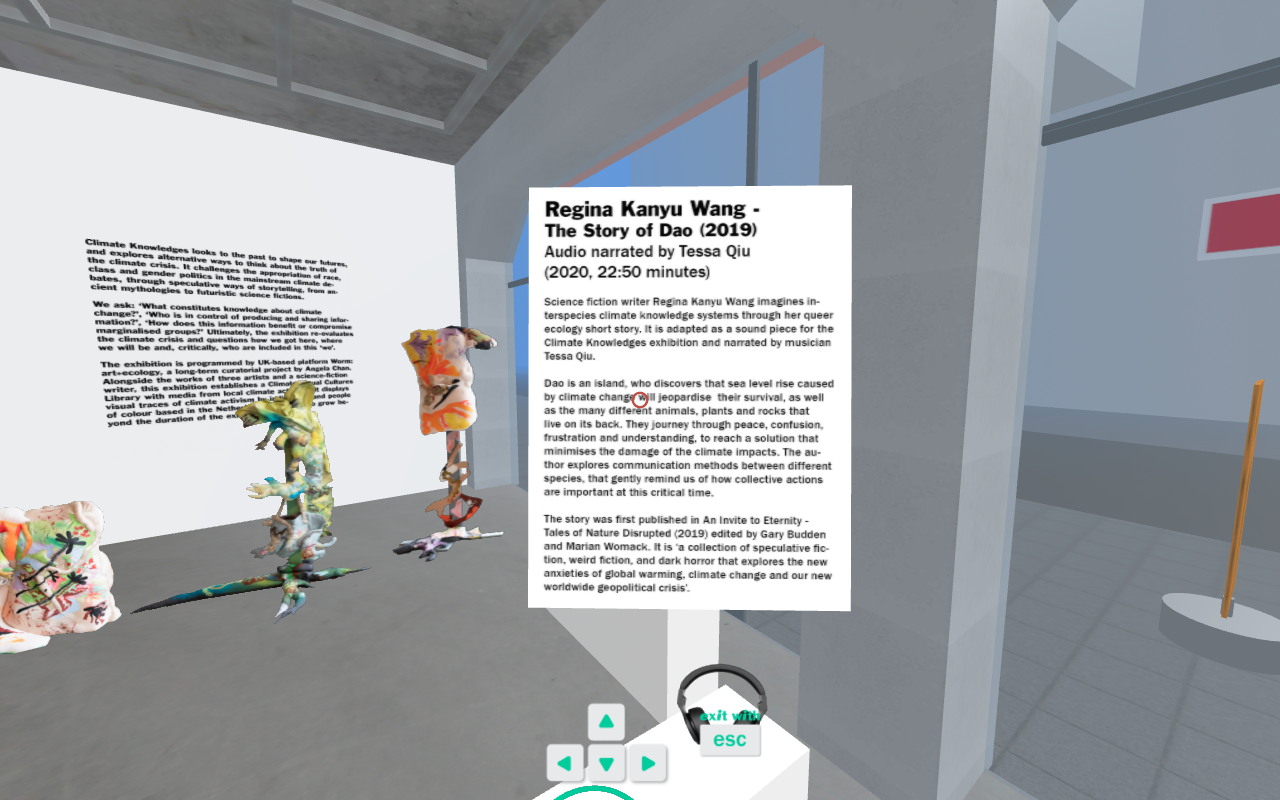 Climate Knowledges looks to the past to shape our futures,
and explores alternative ways to think about the truth of
the climate crisis. It challenges the appropriation of race,
class and gender politics in the mainstream climate de-
bates, through speculative ways of storytelling, from an-
cient mythologies to futuristic science fictions.
We ask: 'What constitutes knowledge about climate
change?', 'Who is in control of producing and sharing infor-
mation?', 'How does this information benefit or compromise
marginalised groups?' Ultimately, the exhibition re-evaluates
the climate crisis and questions how we got here, where
we will be and, critically, who are included in this 'we'.
The exhibition is programmed by UK-based platform Worm:
art+ecology, a long-term curatorial project by Angela Chan.
Alongside the works of three artists and a science-fiction
writer, this exhibition establishes a Climate Cultures
Library with media from local climate displays
visual traces of climate activism by and people
of colour based in the grow be-
yond the duration of the
Regina Kanyu Wang -
The Story of Dao (2019)
Audio narrated by Tessa Qiu
(2020, 22:50 minutes)
Science fiction writer Regina Kanyu Wang imagines in-
terspecies climate knowledge systems through her queer
ecology short story. It is adapted as a sound piece for the
Climate Knowledges exhibition and narrated by musician
Tessa Qiu.
Dao is an island, who discovers that sea level rise caused
by climate change will jeopardise their survival, as well
as the many different animals, plants and rocks that
live on its back. They journey through peace, confusion,
frustration and understanding, to reach a solution that
minimises the damage of the climate impacts. The au-
thor explores communication methods between different
species, that gently remind us of how collective actions
are important at this critical time.
The story was first published in An Invite to Eternity -
Tales of Nature Disrupted (2019) edited by Gary Budden
and Marian Womack. It is 'a collection of speculative fic-
tion, weird fiction, and dark horror that explores the new
anxieties of global warming, climate change and our new
worldwide geopolitical crisis'.
exit with
esc